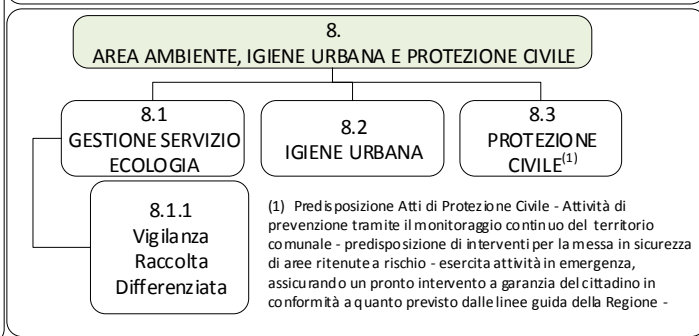 8.
AREA AMBIENTE, IGIENE URBANA E PROTEZIONE CIVILE
8.1
GESTIONE SERVIZIO
ECOLOGIA
8.2
IGIENE URBANA
8.3
PROTEZIONE
CIVILE(1)
8.1.1
Vigilanza
Raccolta
Differenziata
(1) Predisposizione Atti di Protezione Civile - Attività di
prevenzione tramite il monitoraggio continuo del territorio
comunale - predisposizione di interventi per la messa in sicurezza
di aree ritenute a rischio - esercita attività in emergenza,
assicurando un pronto intervento a garanzia del cittadino in
conformità a quanto previsto dalle linee guida della Regione -